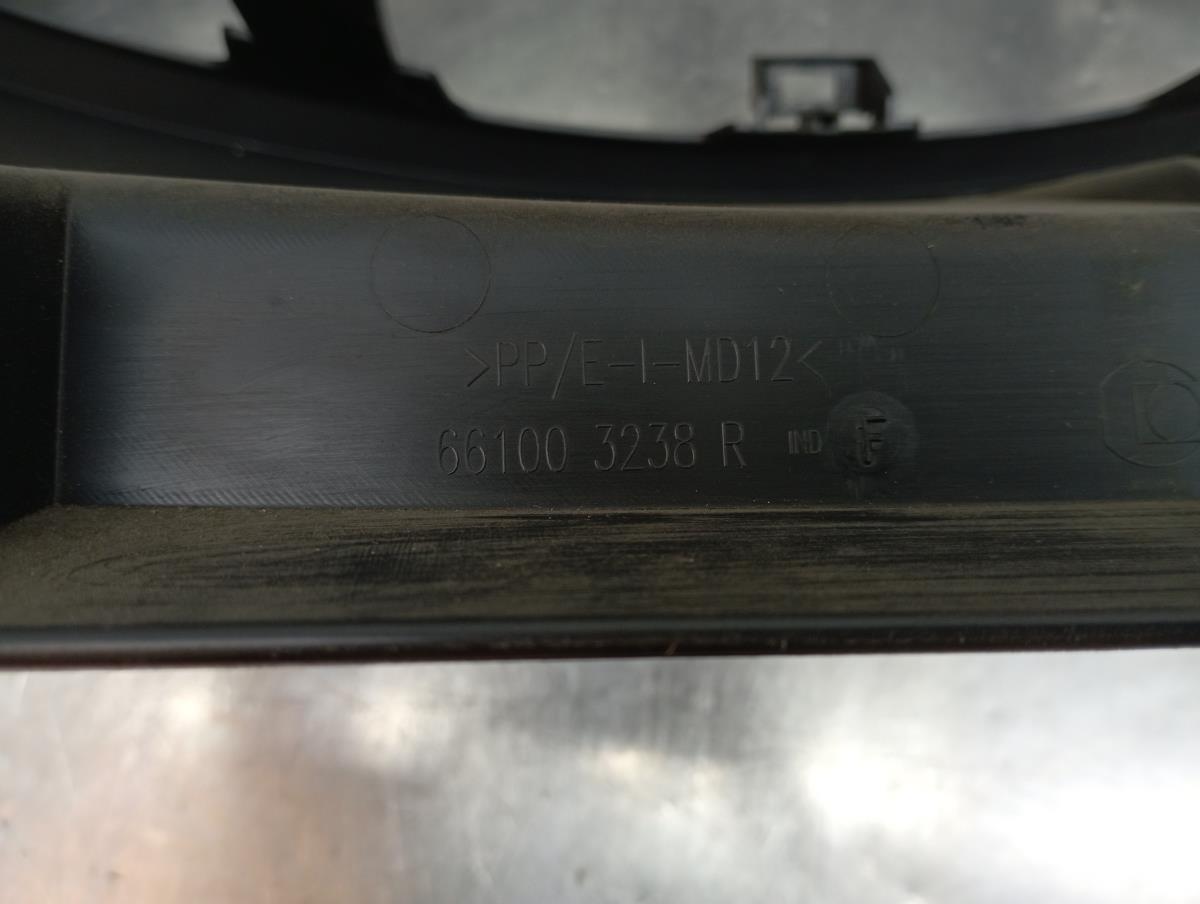 >PP/E-I-MD12<
66100 3238 R IND F